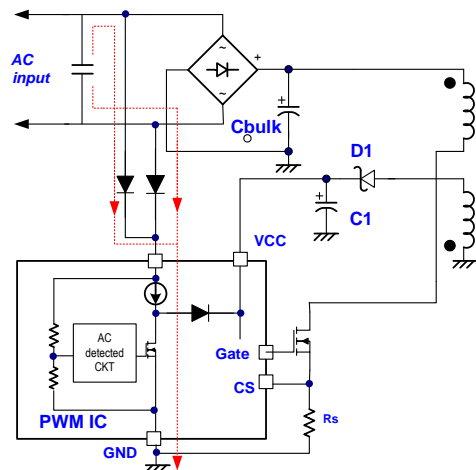 AC
input
~
+
~
+
Cbulk
D1
+
C1
VCC
AC
detected
CKT
Gate
CS
PWM IC
Rs
GND